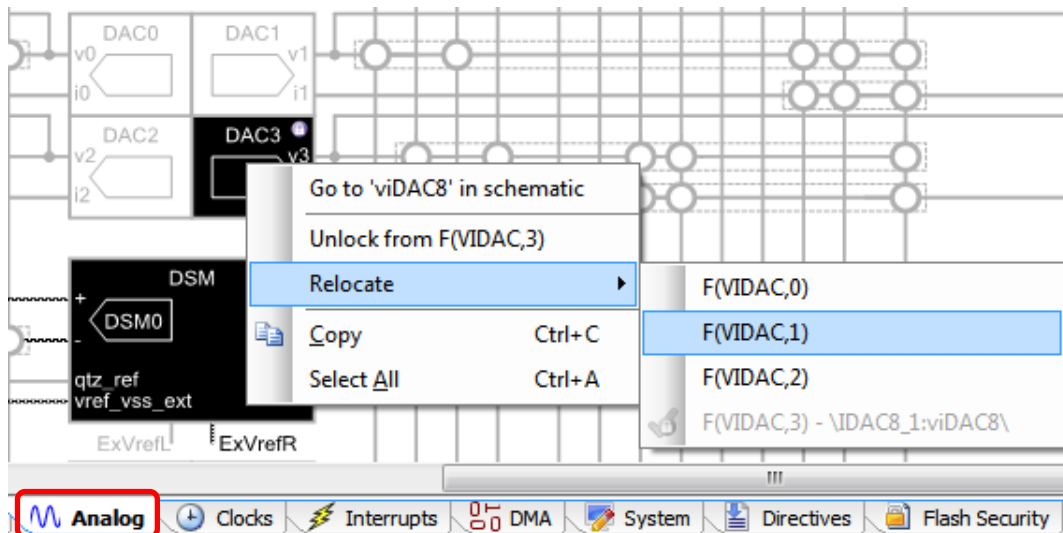 DAC0
DAC1
v0
v1
i0
i1
DAC2
DAC3
v2
v3
i2
Go to 'viDAC8' in schematic
Unlock from F(VIDAC,3)
Relocate
F(VIDAC,0)
Copy Ctrl+C
F(VIDAC,1)
Select All Ctrl+A
F(VIDAC,2)
F(VIDAC,3) - \IDAC8_1:viDAC8\
DSM
+
DSM0
-
qtz_ref
vref_vss_ext
ExVrefL
ExVrefR
Analog
Clocks
Interrupts
DMA
System
Directives
Flash Security